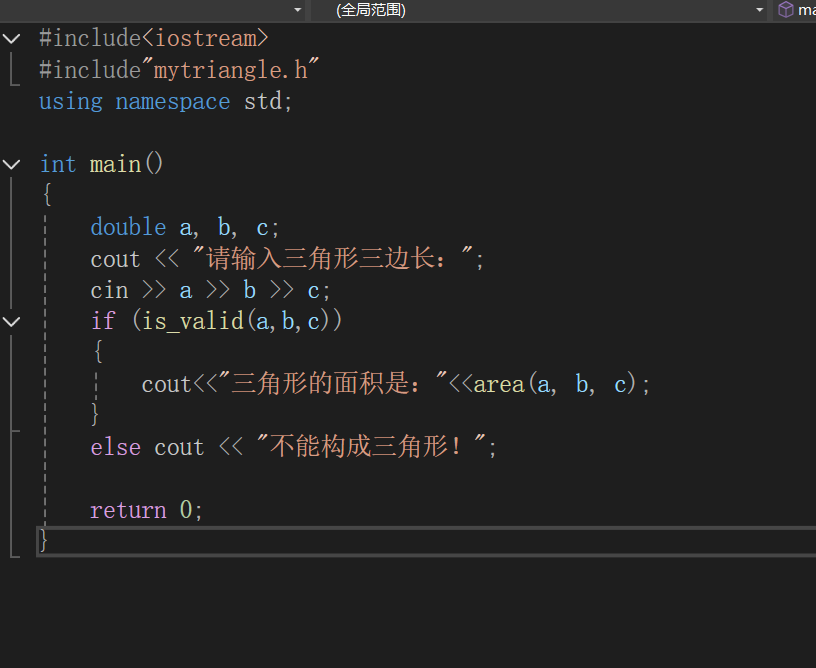 (全局范围) ma
#include<iostream>
#include"mytriangle.h"
using namespace std;
int main()
{
double a, b, c;
cout << "请输入三角形三边长：";
cin >> a >> b >> c;
if (is_valid(a,b,c))
{
cout<<"三角形的面积是："<<area(a, b, c);
}
else cout << "不能构成三角形！";
return 0;
}